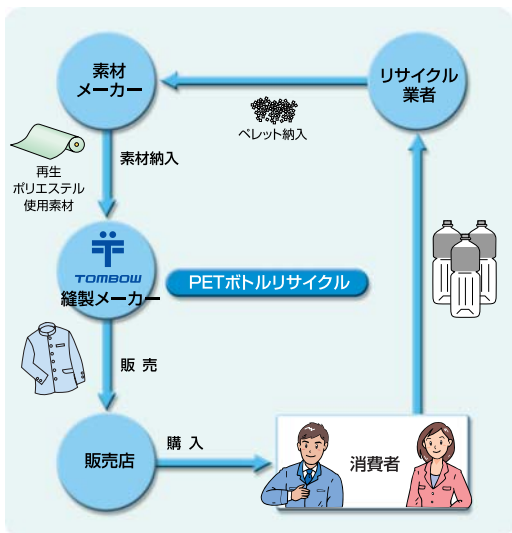 素材
メーカー
リサイクル
業者
ペレット納入
再生
ポリエステル
使用素材
素材納入
TOMBOW
縫製メーカー
PETボトルリサイクル
販 売
販売店
購 入
消費者